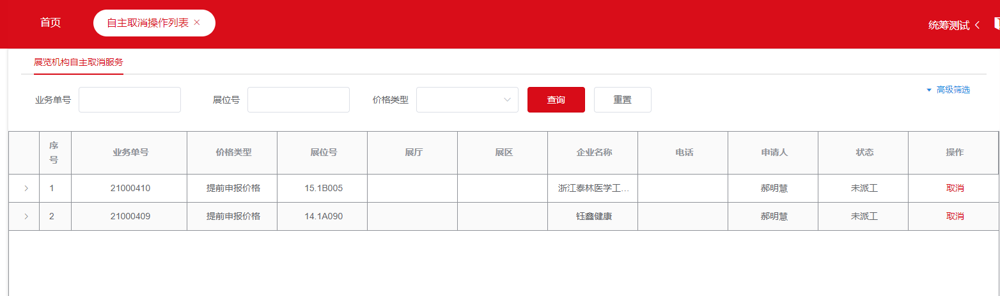 首页
自主取消操作列表 ×
统筹测试
展览机构自主取消服务
业务单号
展位号
价格类型
查询
重置
高级筛选
序号 业务单号 价格类型 展位号 展厅 展区 企业名称 电话 申请人 状态 操作
1 21000410 提前申报价格 15.1B005 浙江泰林医学工... 郝明慧 未派工 取消
2 21000409 提前申报价格 14.1A090 钰鑫健康 郝明慧 未派工 取消